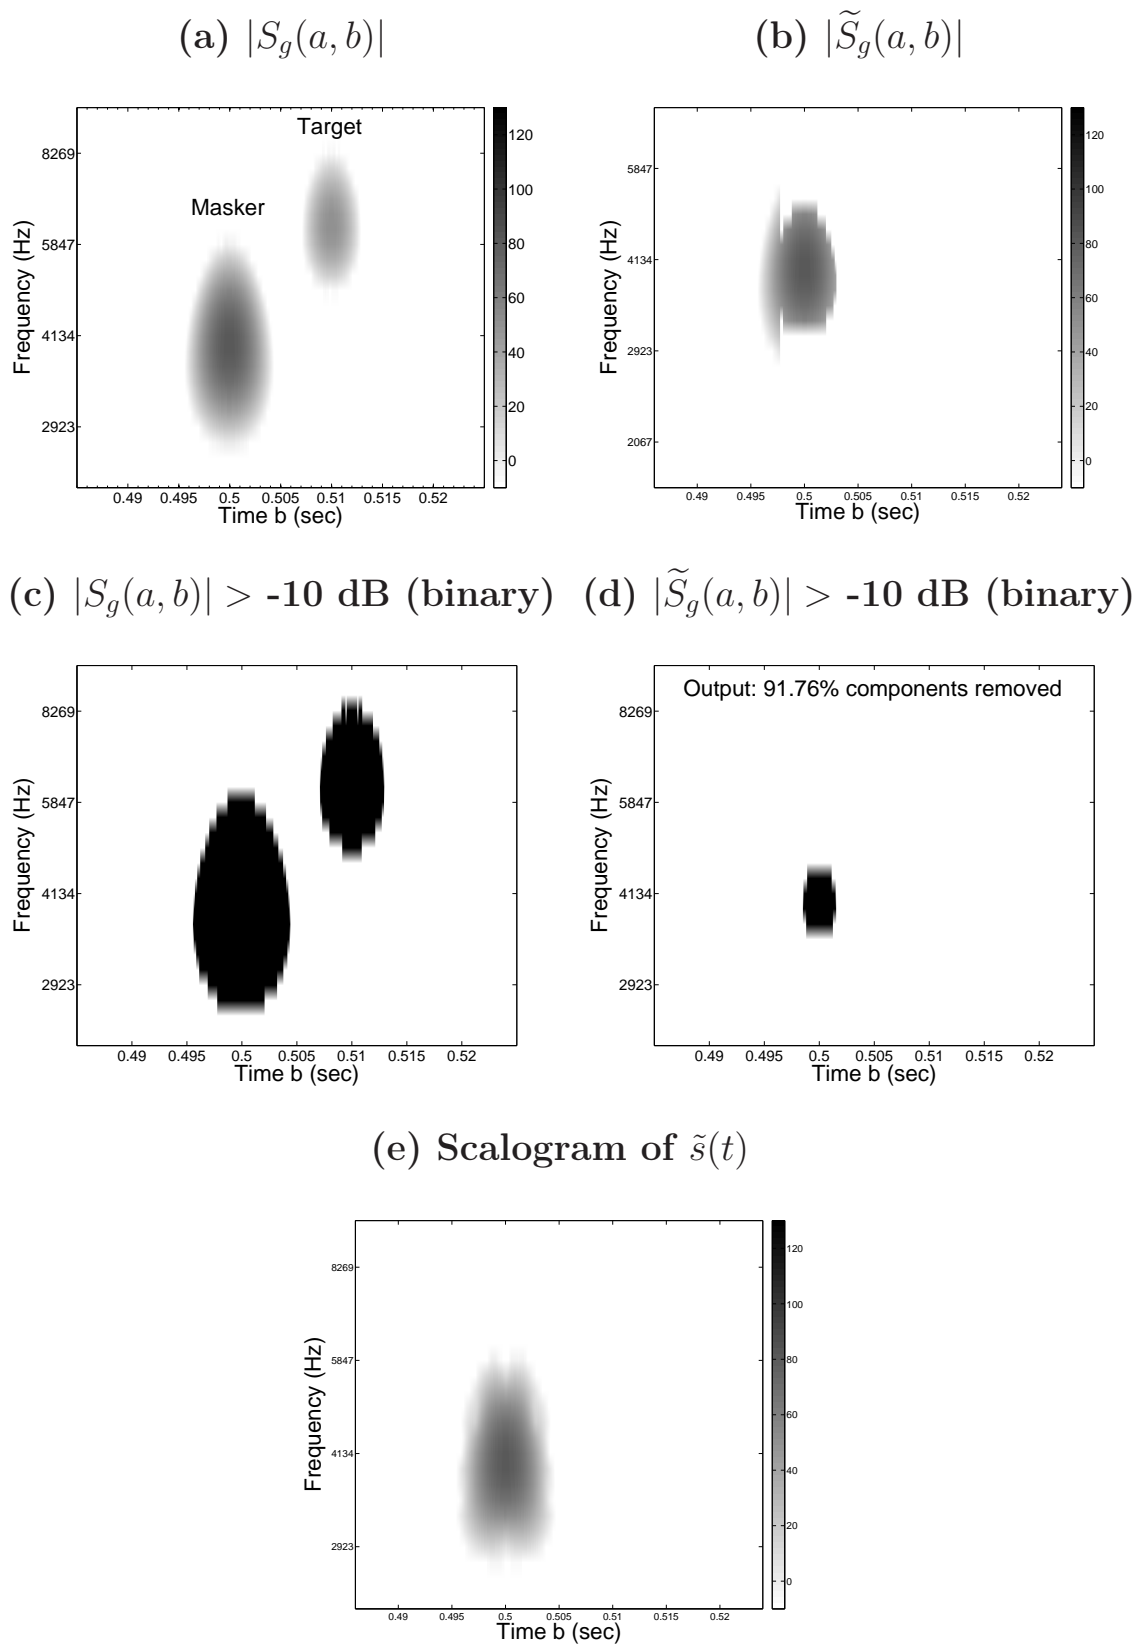 (a) |S_g(a, b)|
(b) |S̃_g(a, b)|
Target
Masker
8269
5847
4134
2923
Frequency (Hz)
0.49 0.495 0.5 0.505 0.51 0.515 0.52
Time b (sec)
120
100
80
60
40
20
0
5847
4134
2923
2067
Frequency (Hz)
0.49 0.495 0.5 0.505 0.51 0.515 0.52
Time b (sec)
120
100
80
60
40
20
0
(c) |S_g(a, b)| > -10 dB (binary)
(d) |S̃_g(a, b)| > -10 dB (binary)
8269
5847
4134
2923
Frequency (Hz)
0.49 0.495 0.5 0.505 0.51 0.515 0.52
Time b (sec)
Output: 91.76% components removed
8269
5847
4134
2923
Frequency (Hz)
0.49 0.495 0.5 0.505 0.51 0.515 0.52
Time b (sec)
(e) Scalogram of s̃(t)
8269
5847
4134
2923
Frequency (Hz)
0.49 0.495 0.5 0.505 0.51 0.515 0.52
Time b (sec)
120
100
80
60
40
20
0